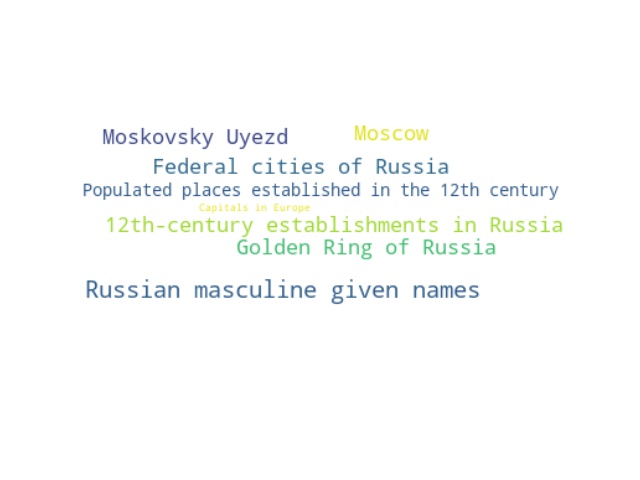 Moskovsky Uyezd
Moscow
Federal cities of Russia
Populated places established in the 12th century
Capitals in Europe
12th-century establishments in Russia
Golden Ring of Russia
Russian masculine given names